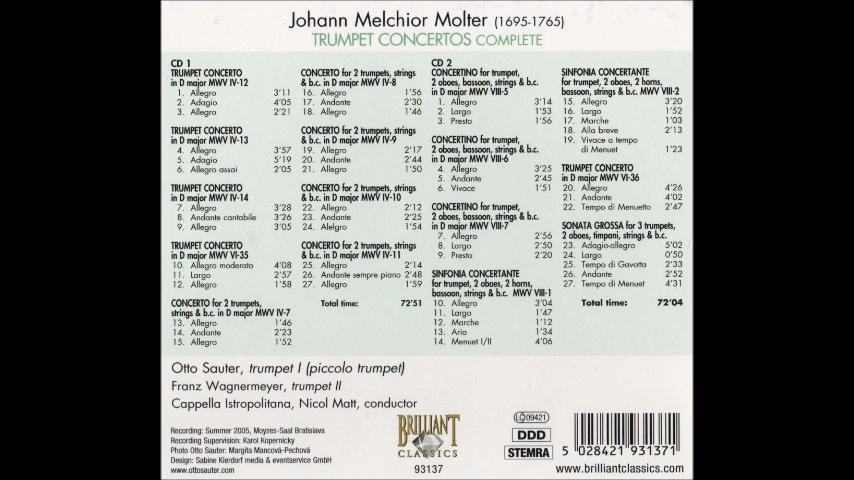 Johann Melchior Molter (1695-1765)
TRUMPET CONCERTOS COMPLETE
CD 1
TRUMPET CONCERTO
in D major MWV IV-12
1. Allegro 3'11
2. Adagio 4'05
3. Allegro 2'21
TRUMPET CONCERTO
in D major MWV IV-13
4. Allegro 3'57
5. Adagio 5'19
6. Allegro assai 2'05
TRUMPET CONCERTO
in D major MWV IV-14
7. Allegro 3'28
8. Andante cantabile 3'26
9. Allegro 3'05
TRUMPET CONCERTO
in D major MWV VI-35
10. Allegro moderato 4'08
11. Largo 2'57
12. Allegro 1'58
CONCERTO for 2 trumpets,
strings & b.c. in D major MWV IV-7
13. Allegro 1'46
14. Andante 2'23
15. Allegro 1'52
CONCERTO for 2 trumpets, strings
& b.c. in D major MWV IV-8
16. Allegro 1'56
17. Andante 2'30
18. Allegro 1'46
CONCERTO for 2 trumpets, strings
& b.c. in D major MWV IV-9
19. Allegro 2'17
20. Andante 2'44
21. Allegro 1'50
CONCERTO for 2 trumpets, strings
& b.c. in D major MWV IV-10
22. Allegro 2'12
23. Andante 2'25
24. Alelgro 1'54
CONCERTO for 2 trumpets, strings
& b.c. in D major MWV IV-11
25. Allegro 2'14
26. Andante sempre piano 2'48
27. Allegro 1'59
Total time: 72'51
CD 2
CONCERTINO for trumpet,
2 oboes, bassoon, strings & b.c.
in D major MWV VIII-5
1. Allegro 3'14
2. Largo 1'53
3. Presto 1'56
CONCERTINO for trumpet,
2 oboes, bassoon, strings & b.c.
in D major MWV VIII-6
4. Allegro 3'25
5. Andante 2'45
6. Vivace 1'51
CONCERTINO for trumpet,
2 oboes, bassoon, strings & b.c.
in D major MWV VIII-7
7. Allegro 2'56
8. Largo 2'50
9. Presto 2'20
SINFONIA CONCERTANTE
for trumpet, 2 oboes, 2 horns,
bassoon, strings & b.c. MWV VIII-1
10. Allegro 3'04
11. Largo 1'47
12. Marche 1'12
13. Aria 1'34
14. Menuet I/II 4'06
SINFONIA CONCERTANTE
for trumpet, 2 oboes, 2 horns,
bassoon, strings & b.c. MWV VIII-2
15. Allegro 3'20
16. Largo 1'52
17. Marche 1'03
18. Alla breve 2'13
19. Vivace a tempo
di Menuet 1'23
TRUMPET CONCERTO
in D major MWV VI-36
20. Allegro 4'26
21. Andante 4'02
22. Tempo di Menuetto 2'47
SONATA GROSSA for 3 trumpets,
2 oboes, timpani, strings & b.c.
23. Adagio-allegro 5'02
24. Largo 0'50
25. Tempo di Gavotta 2'33
26. Andante 2'52
27. Tempo di Menuet 4'31
Total time: 72'04
Otto Sauter, trumpet I (piccolo trumpet)
Franz Wagnermeyer, trumpet II
Cappella Istropolitana, Nicol Matt, conductor
Recording: Summer 2005, Moyzes-Saal Bratislava
Recording Supervision: Karol Kopernicky
Photo Otto Sauter: Margita Mancová-Pechová
Design: Sabine Kierdorf media & eventservice GmbH
www.ottosauter.com
BRILLIANT
CLASSICS
93137
LC 09421
DDD
STEMRA
5 028421 931371
www.brilliantclassics.com